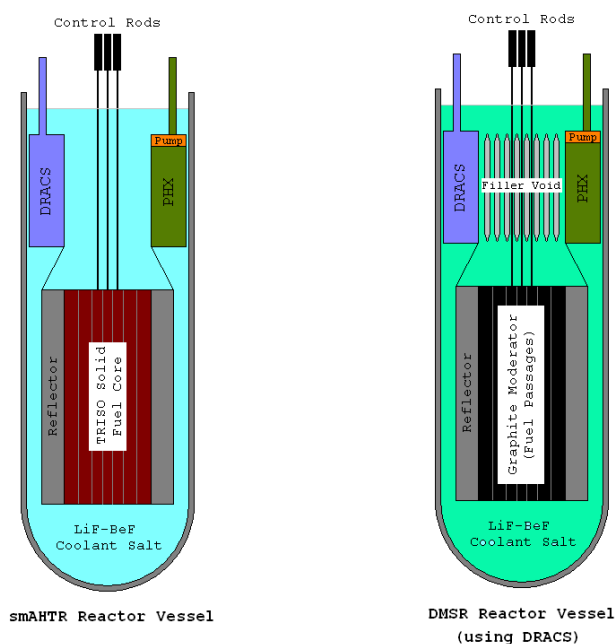 Control Rods
DRACS
Pump
PHX
Reflector
TRISO Solid
Fuel Core
LiF-BeF
Coolant Salt
smAHTR Reactor Vessel
Control Rods
DRACS
Filler Void
Pump
PHX
Reflector
Graphite Moderator
(Fuel Passages)
LiF-BeF
Coolant Salt
DMSR Reactor Vessel
(using DRACS)